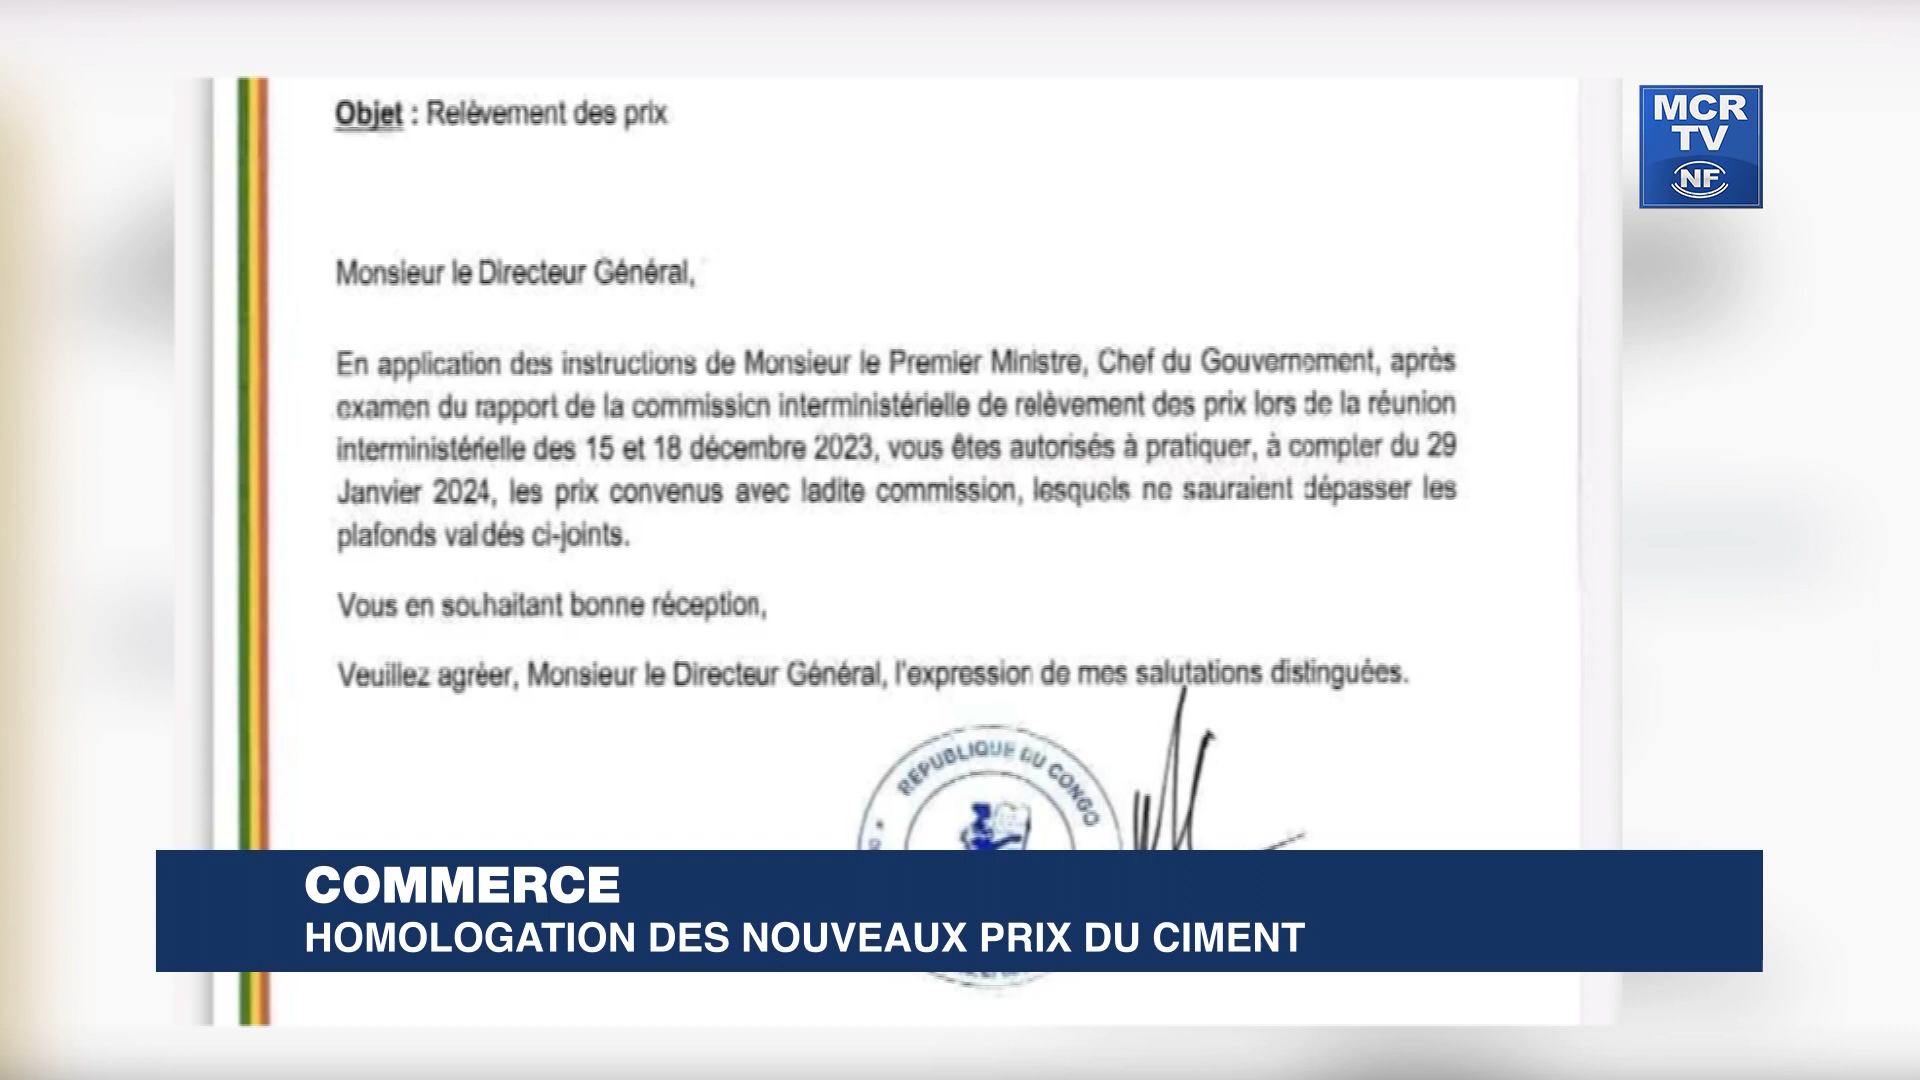 Objet : Relèvement des prix
MCR
TV
NF
Monsieur le Directeur Général,
En application des instructions de Monsieur le Premier Ministre, Chef du Gouvernement, après
examen du rapport de la commission interministérielle de relèvement des prix lors de la réunion
interministérielle des 15 et 18 décembre 2023, vous êtes autorisés à pratiquer, à compter du 29
Janvier 2024, les prix convenus avec ladite commission, lesquels ne sauraient dépasser les
plafonds validés ci-joints.
Vous en souhaitant bonne réception,
Veuillez agréer, Monsieur le Directeur Général, l'expression de mes salutations distinguées.
REPUBLIQUE DU CONGO
COMMERCE
HOMOLOGATION DES NOUVEAUX PRIX DU CIMENT